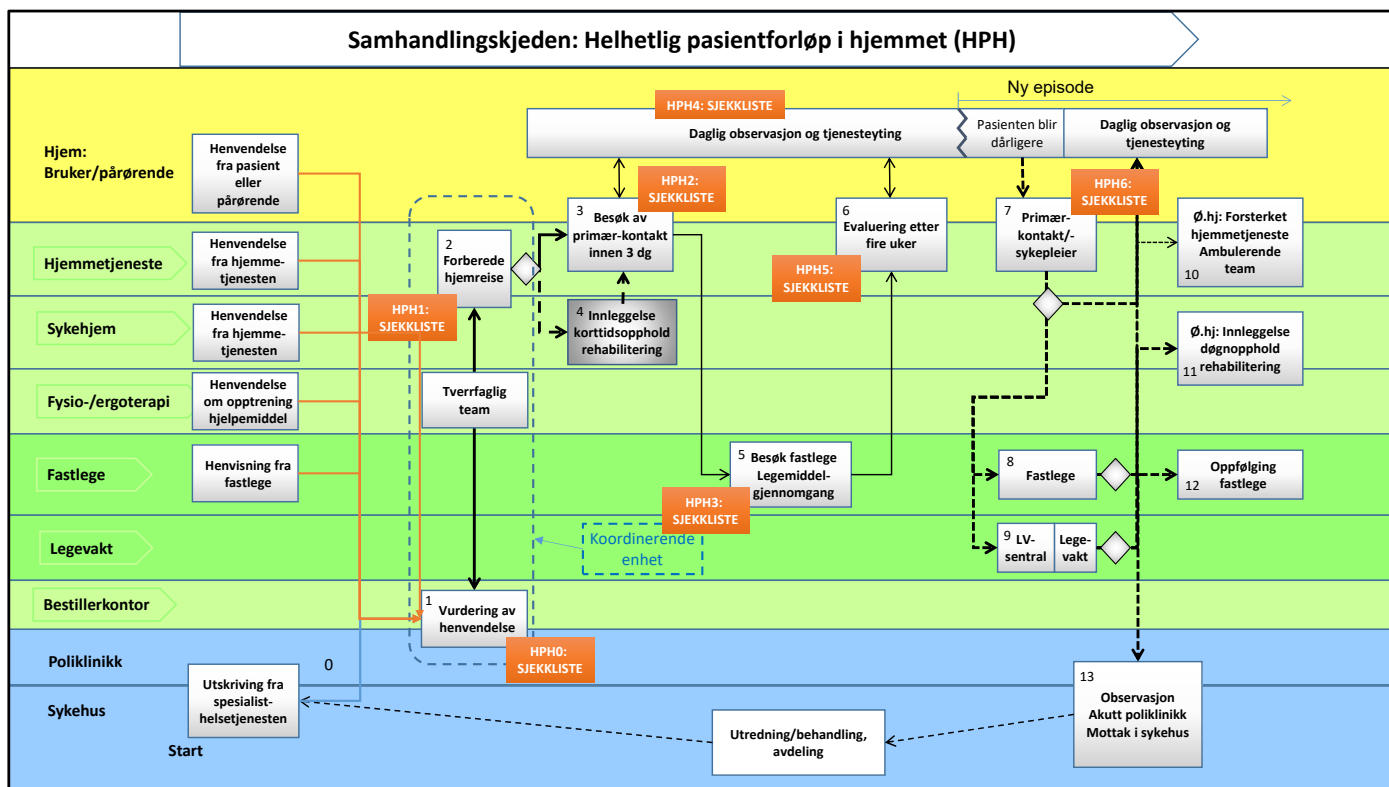 Samhandlingskjeden: Helhetlig pasientforløp i hjemmet (HPH)
Ny episode
HPH4: SJEKKLISTE
Daglig observasjon og tjenesteyting
Pasienten blir
dårligere
Daglig observasjon og
tjenesteyting
Hjem:
Bruker/pårørende
Henvendelse
fra pasient
eller
pårørende
HPH2:
SJEKKLISTE
HPH6:
SJEKKLISTE
3
Besøk av
primær-kontakt
innen 3 dg
6
Evaluering etter
fire uker
7
Primær-
kontakt/-
sykepleier
Ø.hj: Forsterket
hjemmetjeneste
Ambulerende
team
10
Hjemmetjeneste
Henvendelse
fra hjemme-
tjenesten
2
Forberede
hjemreise
HPH5:
SJEKKLISTE
HPH1:
SJEKKLISTE
Sykehjem
Henvendelse
fra hjemme-
tjenesten
4
Innleggelse
korttidsopphold
rehabilitering
Ø.hj: Innleggelse
døgnopphold
rehabilitering
11
Fysio-/ergoterapi
Henvendelse
om opptrening
hjelpemiddel
Tverrfaglig
team
Fastlege
Henvisning fra
fastlege
5
Besøk fastlege
Legemiddel-
gjennomgang
HPH3:
SJEKKLISTE
8
Fastlege
Oppfølging
fastlege
12
Legevakt
Koordinerende
enhet
9
LV-
sentral
Lege-
vakt
Bestillerkontor
1
Vurdering av
henvendelse
HPH0:
SJEKKLISTE
Poliklinikk
0
Sykehus
Utskriving fra
spesialist-
helsetjenesten
Start
Utredning/behandling,
avdeling
13
Observasjon
Akutt poliklinikk
Mottak i sykehus